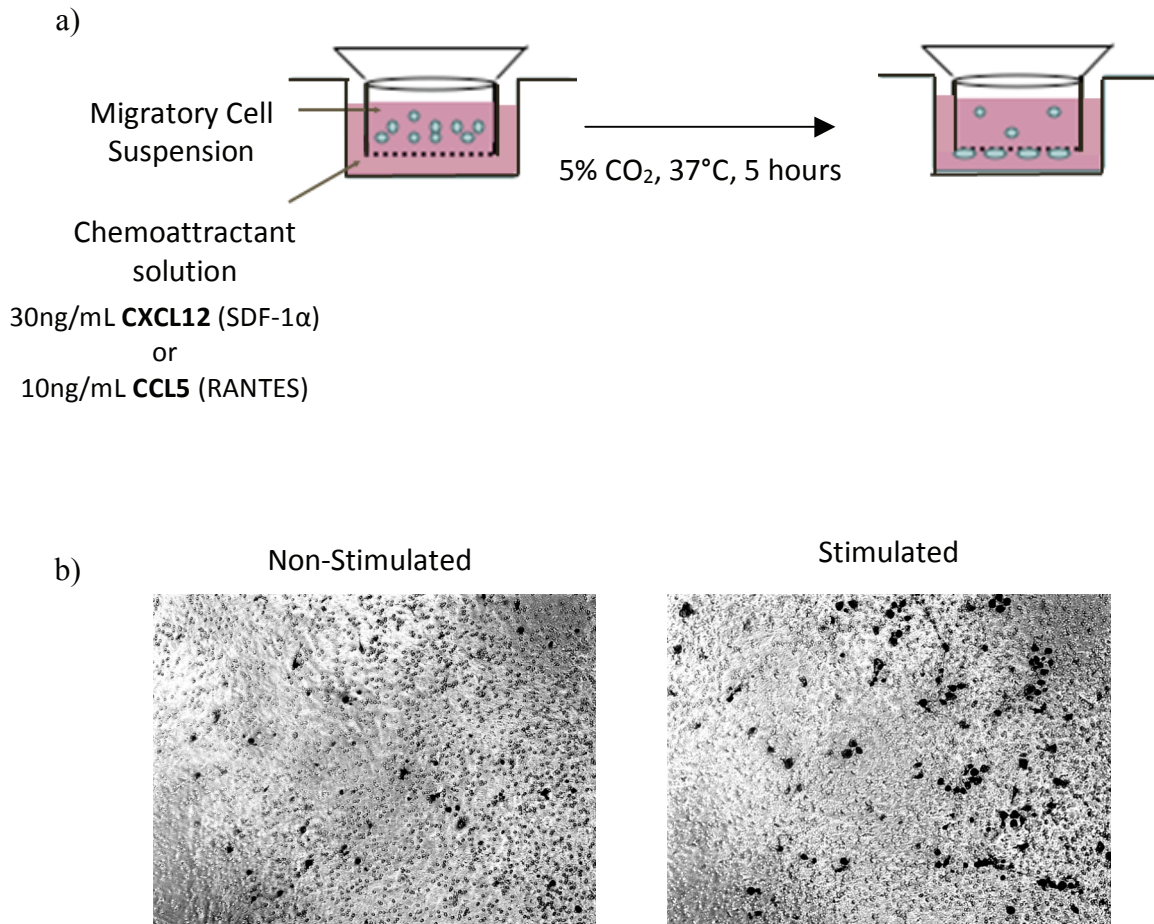 a)
Migratory Cell
Suspension
5% CO₂, 37°C, 5 hours
Chemoattractant
solution
30ng/mL CXCL12 (SDF-1α)
or
10ng/mL CCL5 (RANTES)
b)
Non-Stimulated
Stimulated